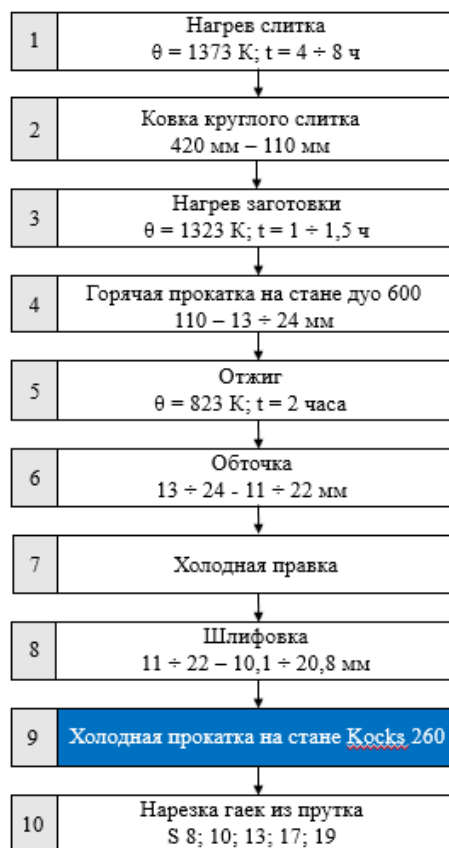 1
Нагрев слитка
θ = 1373 К; t = 4 ÷ 8 ч
2
Ковка круглого слитка
420 мм – 110 мм
3
Нагрев заготовки
θ = 1323 К; t = 1 ÷ 1,5 ч
4
Горячая прокатка на стане дуо 600
110 – 13 ÷ 24 мм
5
Отжиг
θ = 823 К; t = 2 часа
6
Обточка
13 ÷ 24 - 11 ÷ 22 мм
7
Холодная правка
8
Шлифовка
11 ÷ 22 – 10,1 ÷ 20,8 мм
9
Холодная прокатка на стане Kocks 260
10
Нарезка гаек из прутка
S 8; 10; 13; 17; 19